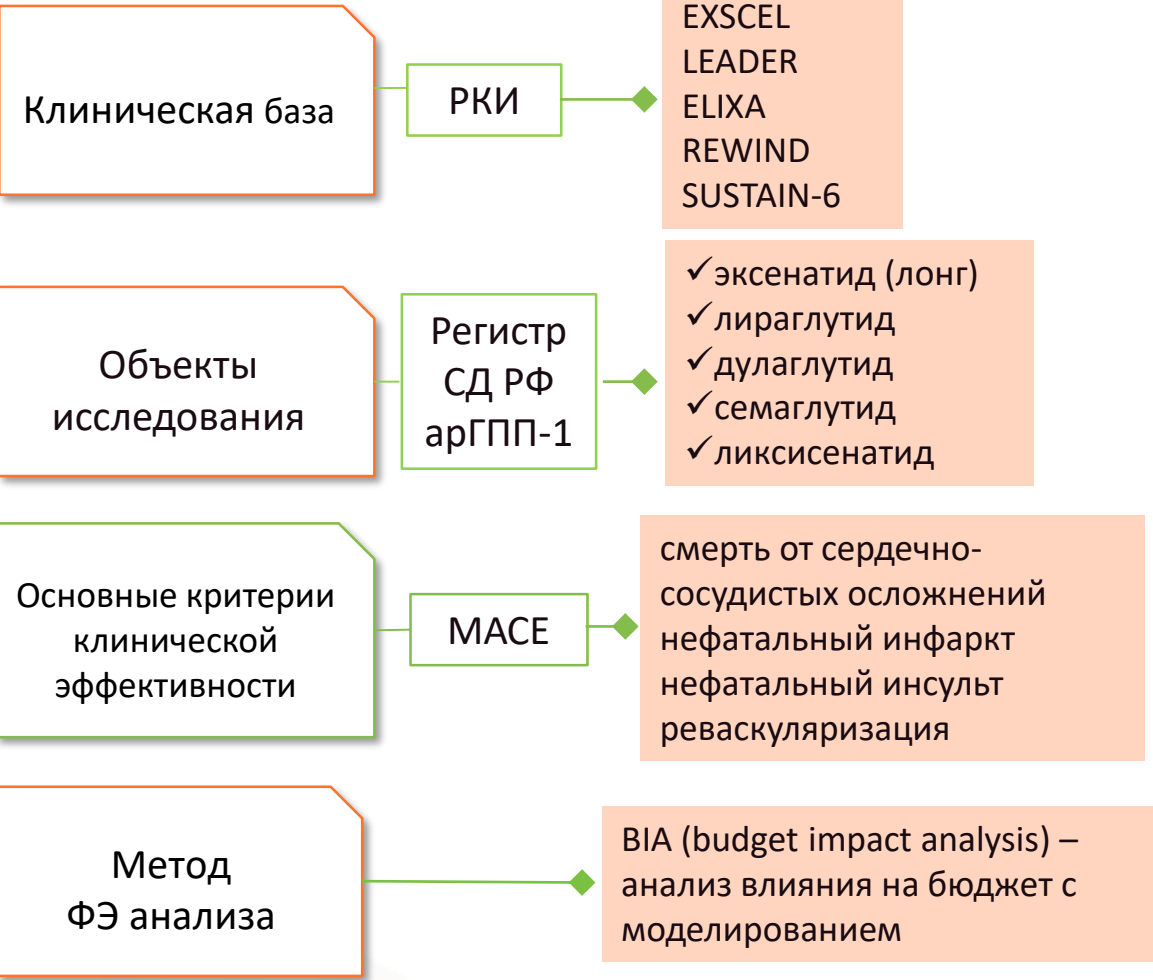 Клиническая база
РКИ
EXSCEL
LEADER
ELIXA
REWIND
SUSTAIN-6
Объекты
исследования
Регистр
СД РФ
арГПП-1
✓эксенатид (лонг)
✓лираглутид
✓дулаглутид
✓семаглутид
✓ликсисенатид
Основные критерии
клинической
эффективности
MACE
смерть от сердечно-
сосудистых осложнений
нефатальный инфаркт
нефатальный инсульт
реваскуляризация
Метод
ФЭ анализа
BIA (budget impact analysis) –
анализ влияния на бюджет с
моделированием